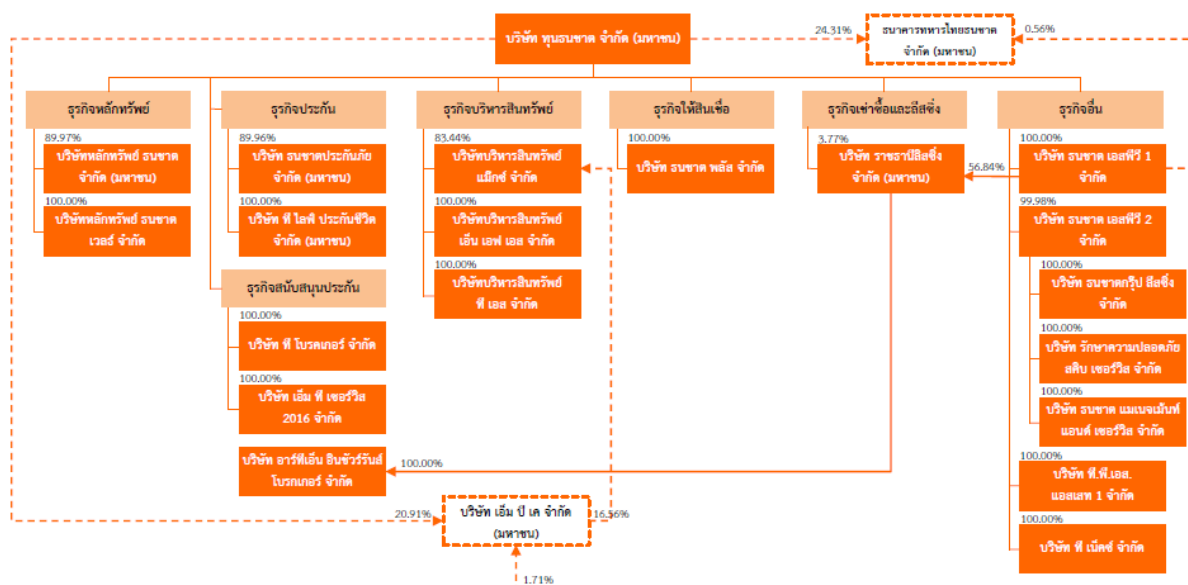 บริษัท ทุนธนชาต จำกัด (มหาชน)
24.31%
ธนาคารทหารไทยธนชาต
จำกัด (มหาชน)
0.56%
ธุรกิจหลักทรัพย์
89.97%
บริษัทหลักทรัพย์ ธนชาต
จำกัด (มหาชน)
100.00%
บริษัทหลักทรัพย์ ธนชาต
เวลธ์ จำกัด
ธุรกิจประกัน
89.96%
บริษัท ธนชาตประกันภัย
จำกัด (มหาชน)
100.00%
บริษัท ที ไลฟ์ ประกันชีวิต
จำกัด (มหาชน)
ธุรกิจสนับสนุนประกัน
100.00%
บริษัท ที โบรคเกอร์ จำกัด
100.00%
บริษัท เอ็ม ที เซอร์วิส
2016 จำกัด
บริษัท อาร์ทีเอ็น อินชัวร์รันส์
โบรกเกอร์ จำกัด
100.00%
ธุรกิจบริหารสินทรัพย์
83.44%
บริษัทบริหารสินทรัพย์
แม๊กซ์ จำกัด
100.00%
บริษัทบริหารสินทรัพย์
เอ็น เอฟ เอส จำกัด
100.00%
บริษัทบริหารสินทรัพย์
ที เอส จำกัด
ธุรกิจให้สินเชื่อ
100.00%
บริษัท ธนชาต พลัส จำกัด
ธุรกิจเช่าซื้อและลีสซิ่ง
3.77%
บริษัท ราชธานีลิสซิ่ง
จำกัด (มหาชน)
56.84%
ธุรกิจอื่น
100.00%
บริษัท ธนชาต เอสพีวี 1
จำกัด
99.98%
บริษัท ธนชาต เอสพีวี 2
จำกัด
100.00%
บริษัท ธนชาตกรุ๊ป ลีสซิ่ง
จำกัด
100.00%
บริษัท รักษาความปลอดภัย
สคิบ เซอร์วิส จำกัด
100.00%
บริษัท ธนชาต แมเนจเม้นท์
แอนด์ เซอร์วิส จำกัด
100.00%
บริษัท ที.พี.เอส.
แอสเสท 1 จำกัด
100.00%
บริษัท ที เน็คซ์ จำกัด
20.91%
บริษัท เอ็ม บี เค จำกัด
(มหาชน)
16.56%
1.71%